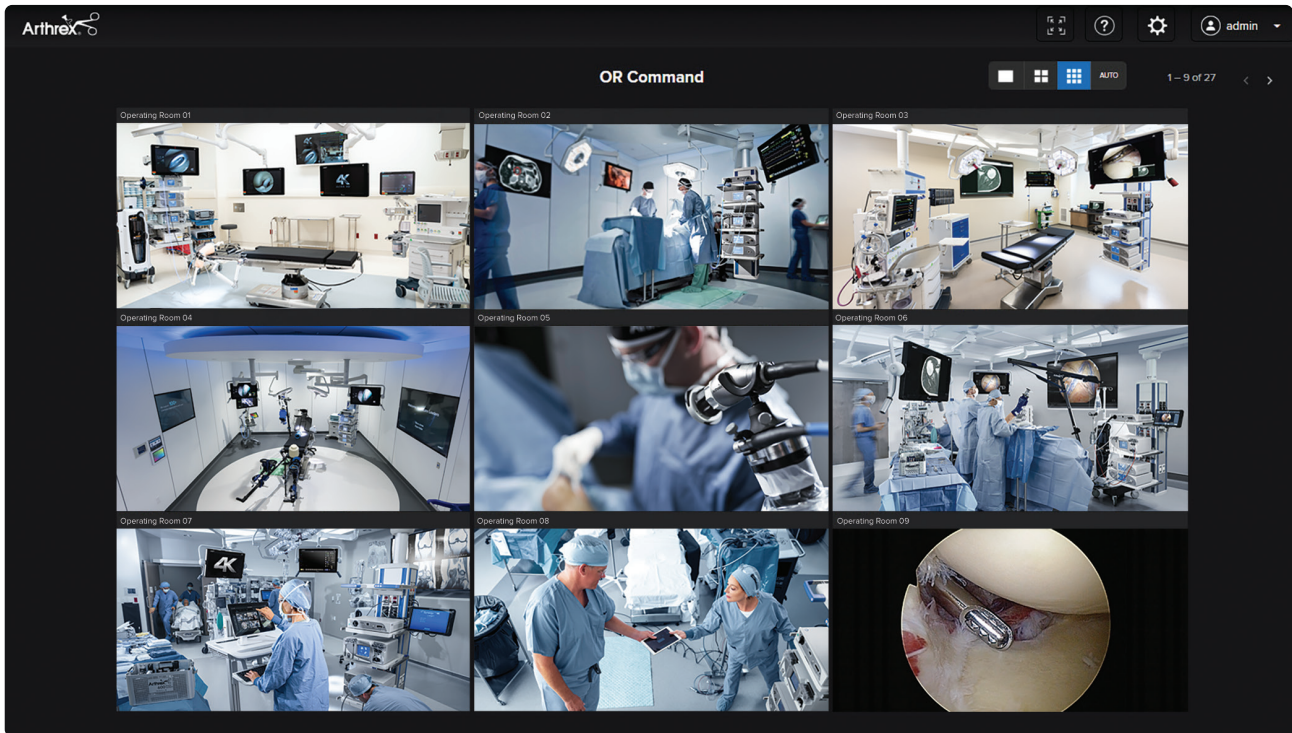 Arthrex
?
admin
OR Command
AUTO
1 – 9 of 27
Operating Room 01
Operating Room 02
Operating Room 03
4K
Operating Room 04
Operating Room 05
Operating Room 06
Operating Room 07
Operating Room 08
Operating Room 09
4K
Arthrex